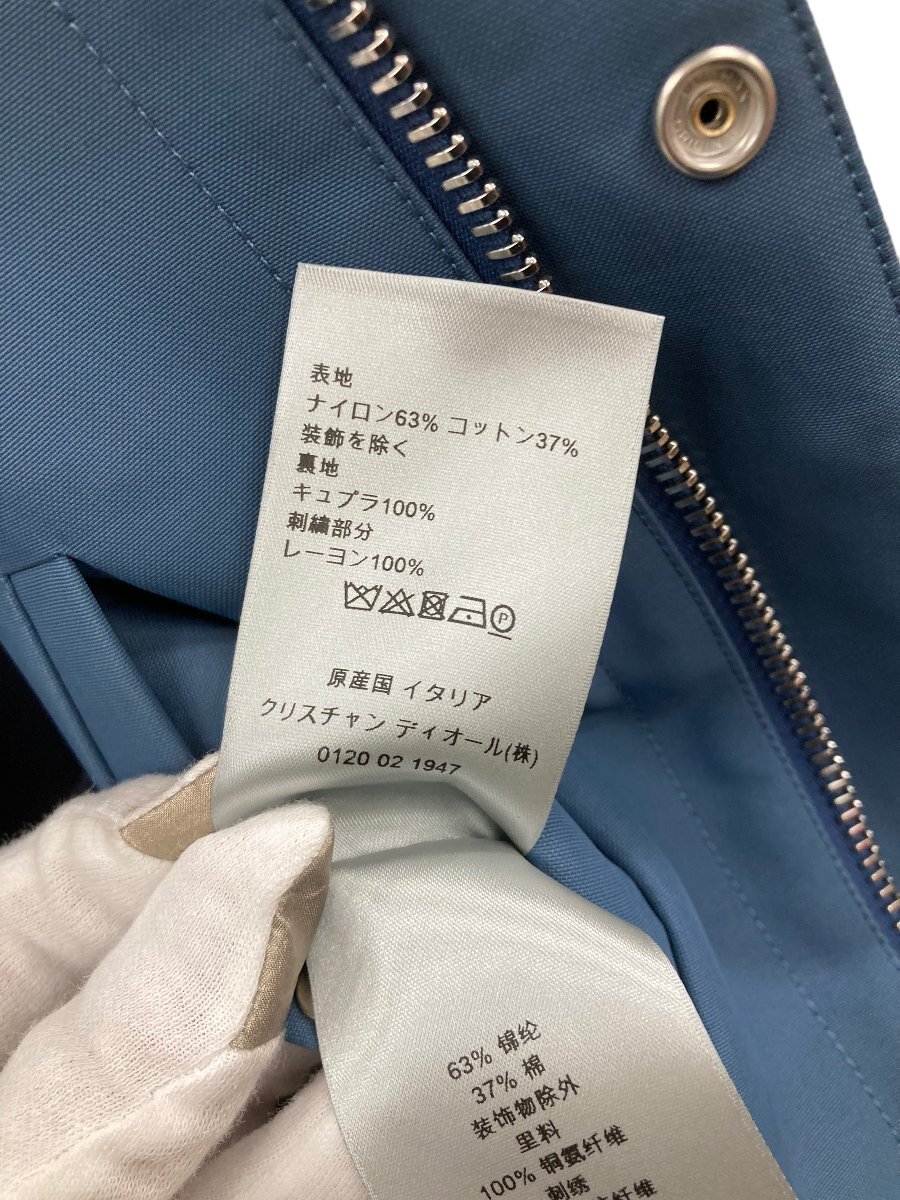 表地
ナイロン63% コットン37%
装飾を除く
裏地
キュプラ100%
刺繍部分
レーヨン100%
P
原産国 イタリア
クリスチャン ディオール(株)
0120 02 1947
63% 锦纶
37% 棉
装饰物除外
里料
100% 铜氨纤维
刺绣
纤维